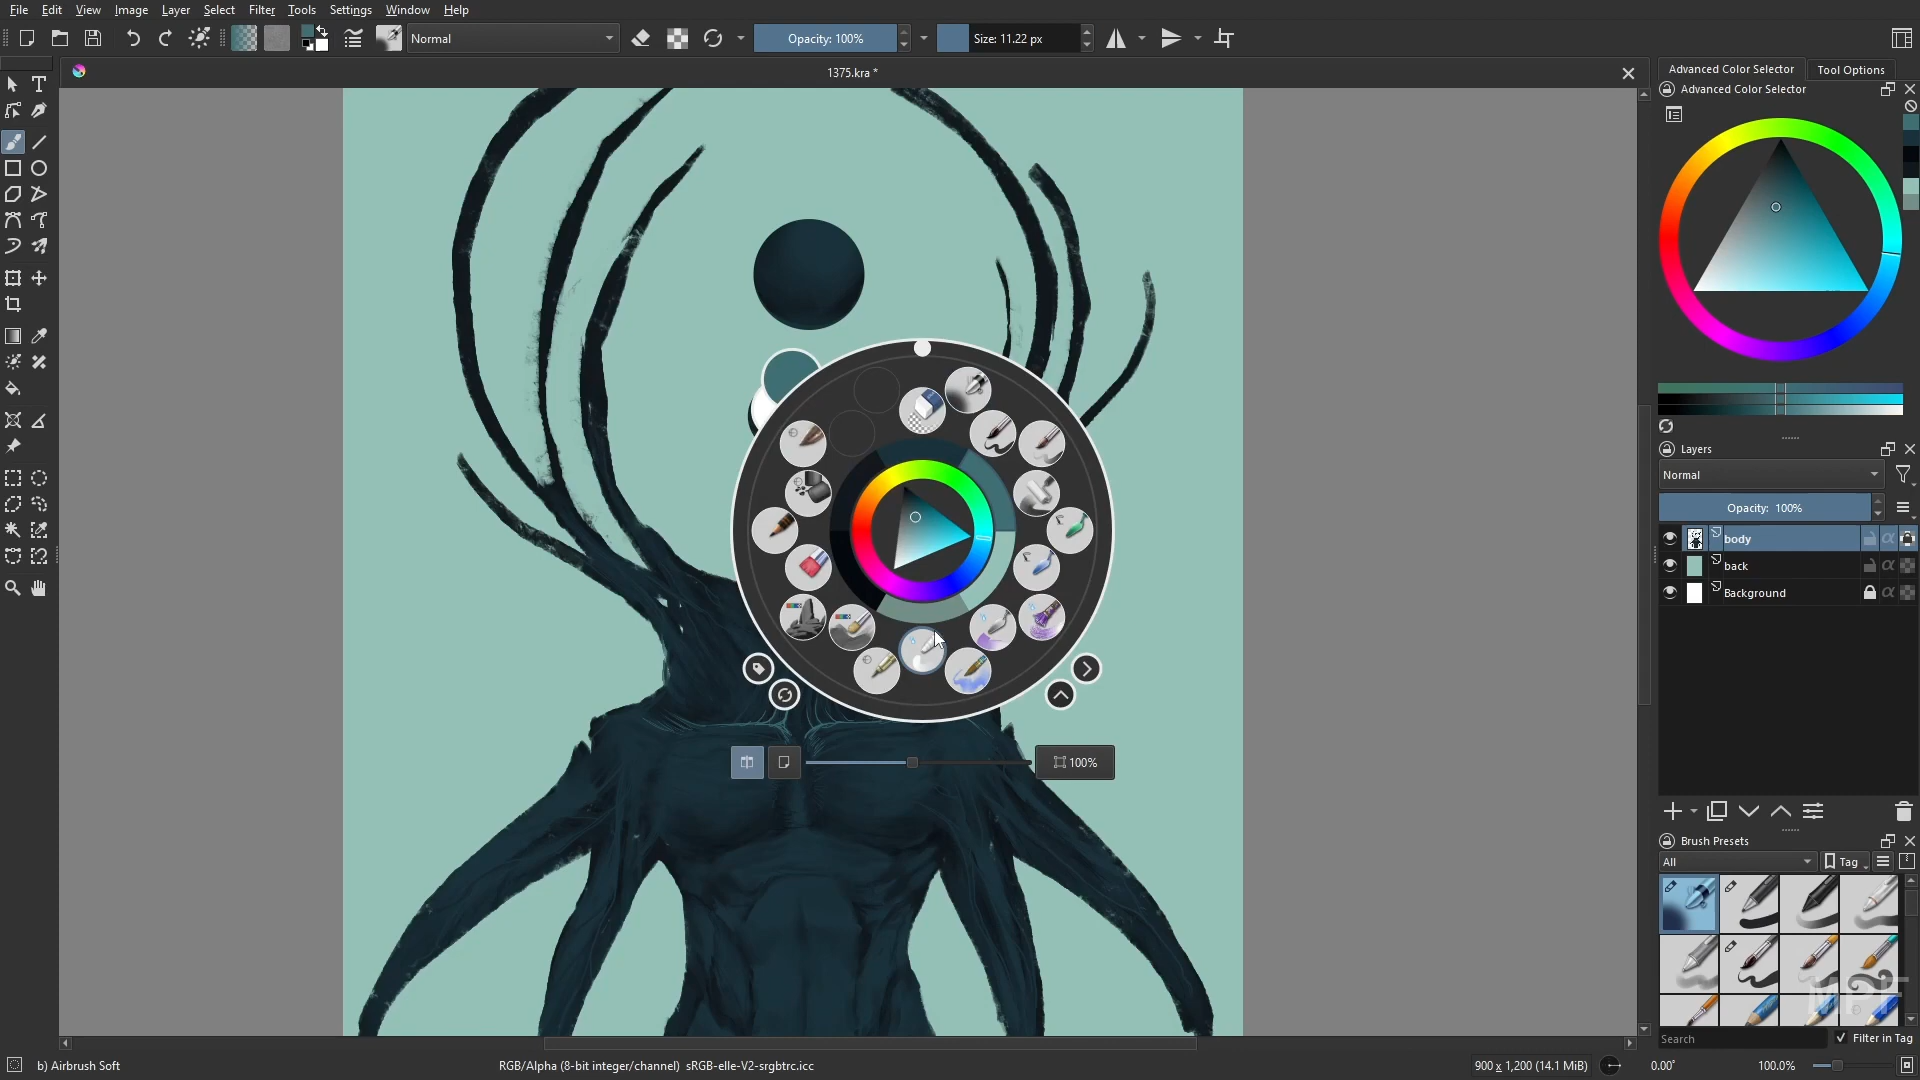 File Edit View Image Layer Select Filter Tools Settings Window Help
Normal
Opacity: 100%
Size: 11.22 px
1375.kra *
Advanced Color Selector
Tool Options
Advanced Color Selector
Layers
Normal
Opacity: 100%
body
back
Background
100%
Brush Presets
All
Tag
MPF
Search
Filter in Tag
b) Airbrush Soft
RGB/Alpha (8-bit integer/channel) sRGB-elle-V2-srgbtrc.icc
900 x 1,200 (14.1 MiB)
0.00°
100.0%